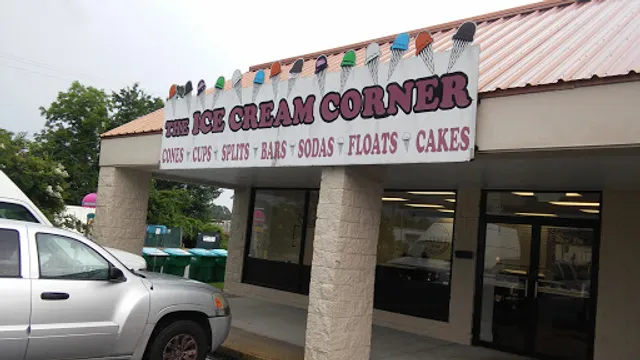 THE ICE CREAM CORNER
CONES CUPS SPLITS BARS SODAS FLOATS CAKES